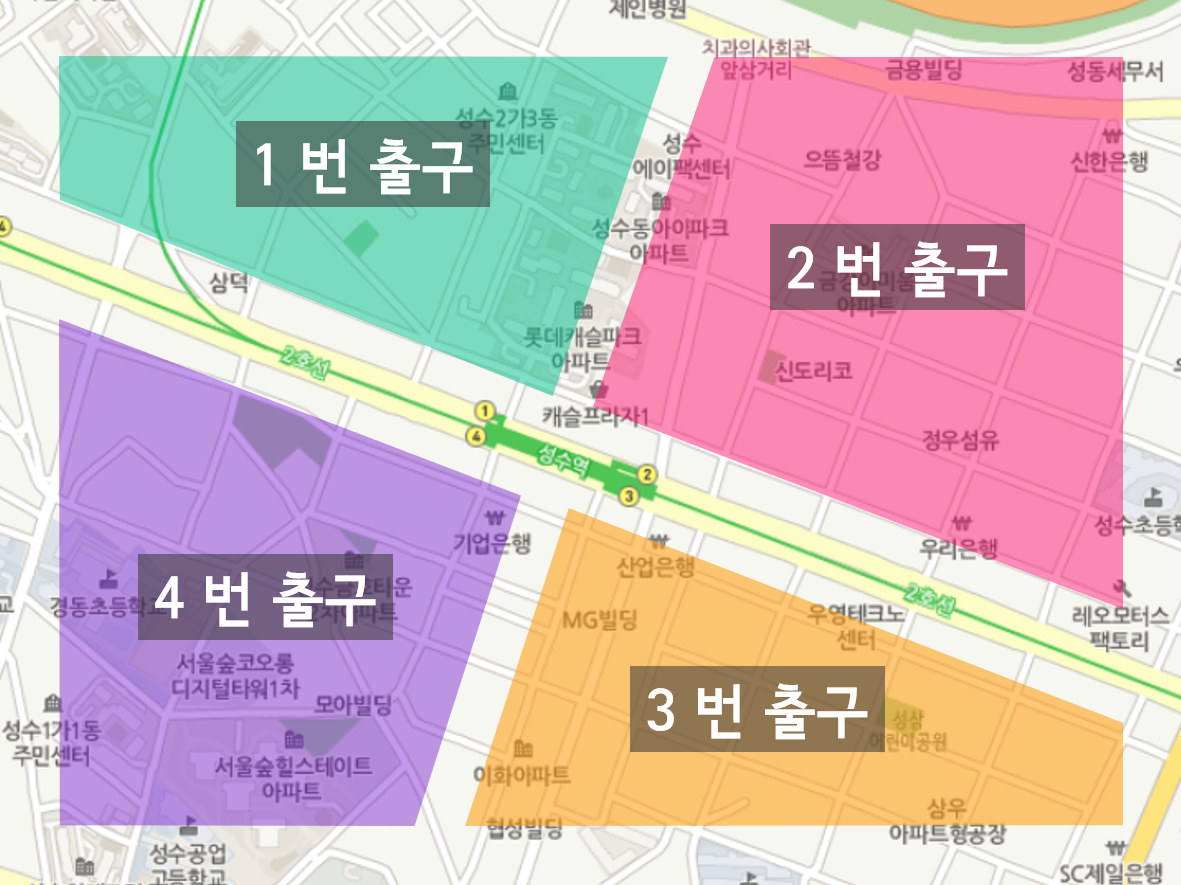 제인병원
치과의사회관
앞삼거리
금용빌딩
성동세무서
성수2가3동
주민센터
1 번 출구
성수
에이팩센터
으뜸철강
₩
신한은행
성수동아이파크
아파트
2 번 출구
아파트
4
삼덕
2호선
롯데캐슬파크
아파트
신도리코
캐슬프라자1
1
4
성수역
2
3
정우섬유
₩
기업은행
₩
산업은행
₩
우리은행
성수초등학
2호선
경동초등학교
4 번 출구
MG빌딩
우영테크노
센터
레오모터스
팩토리
서울숲코오롱
디지털타워1차
모아빌딩
3 번 출구
성상
어린이공원
성수1가1동
주민센터
서울숲힐스테이트
아파트
이화아파트
협성빌딩
상우
아파트형공장
성수공업
고등학교
₩
SC제일은행